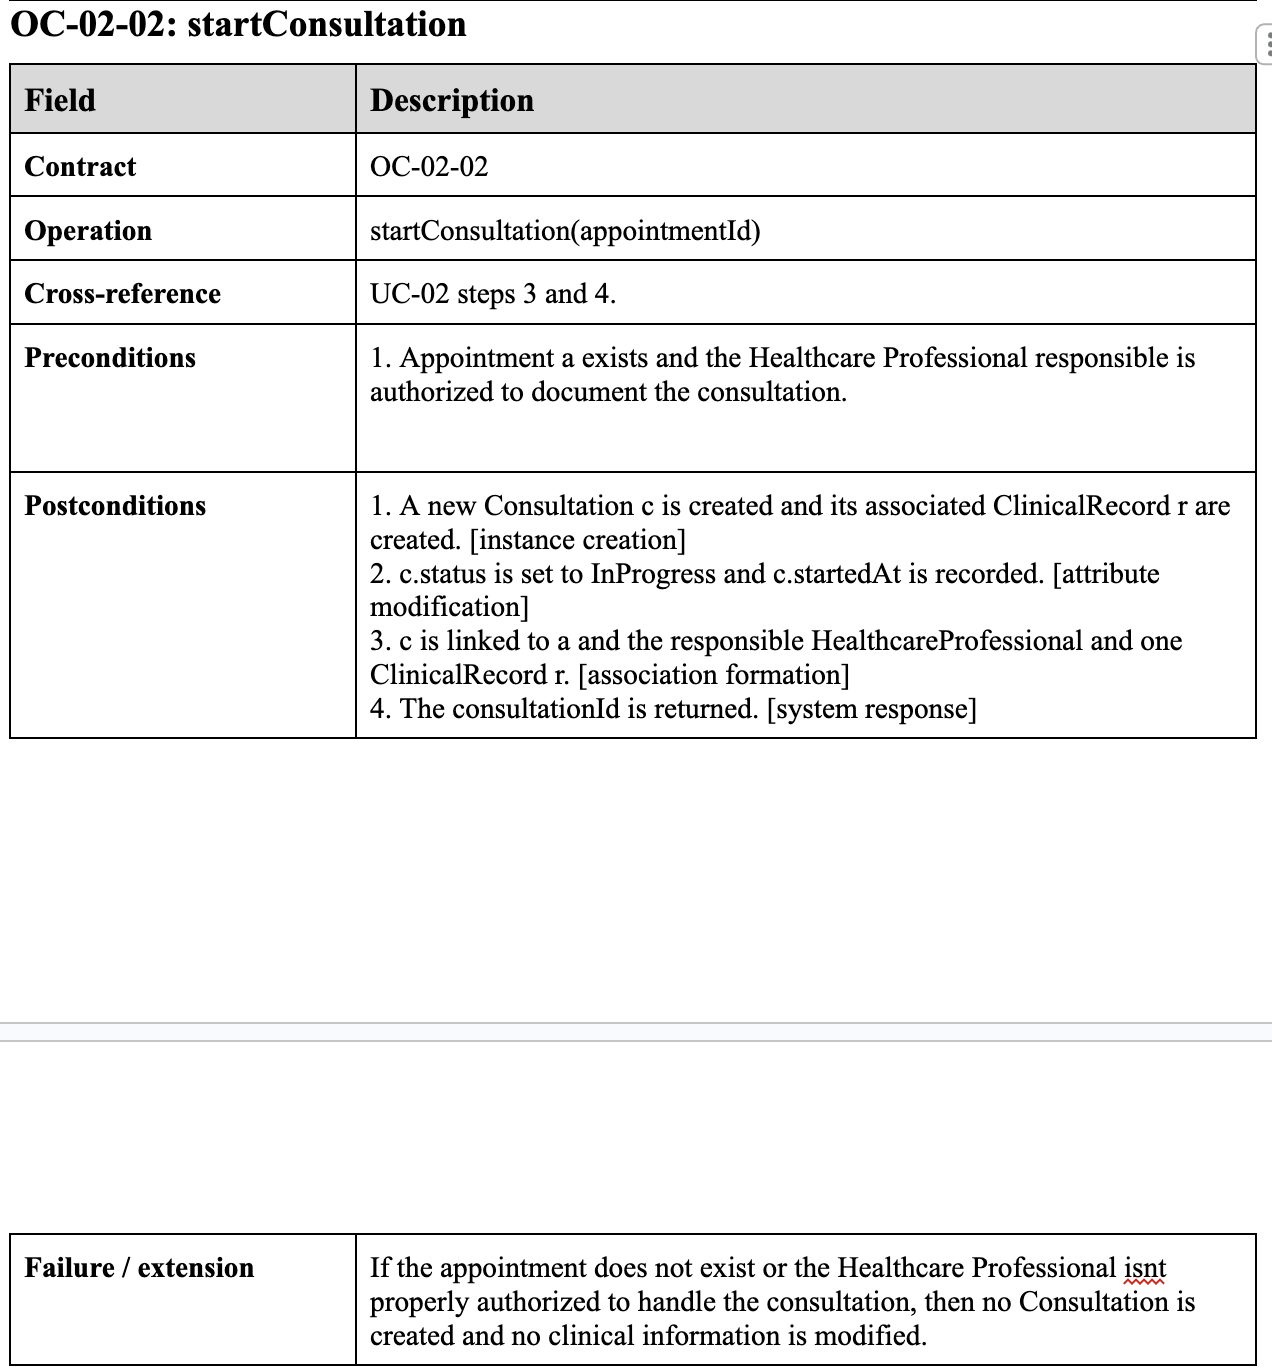 OC-02-02: startConsultation
Field
Description
Contract
OC-02-02
Operation
startConsultation(appointmentId)
Cross-reference
UC-02 steps 3 and 4.
Preconditions
1. Appointment a exists and the Healthcare Professional responsible is
authorized to document the consultation.
Postconditions
1. A new Consultation c is created and its associated ClinicalRecord r are
created. [instance creation]
2. c.status is set to InProgress and c.startedAt is recorded. [attribute
modification]
3. c is linked to a and the responsible HealthcareProfessional and one
ClinicalRecord r. [association formation]
4. The consultationId is returned. [system response]
Failure / extension
If the appointment does not exist or the Healthcare Professional isnt
properly authorized to handle the consultation, then no Consultation is
created and no clinical information is modified.